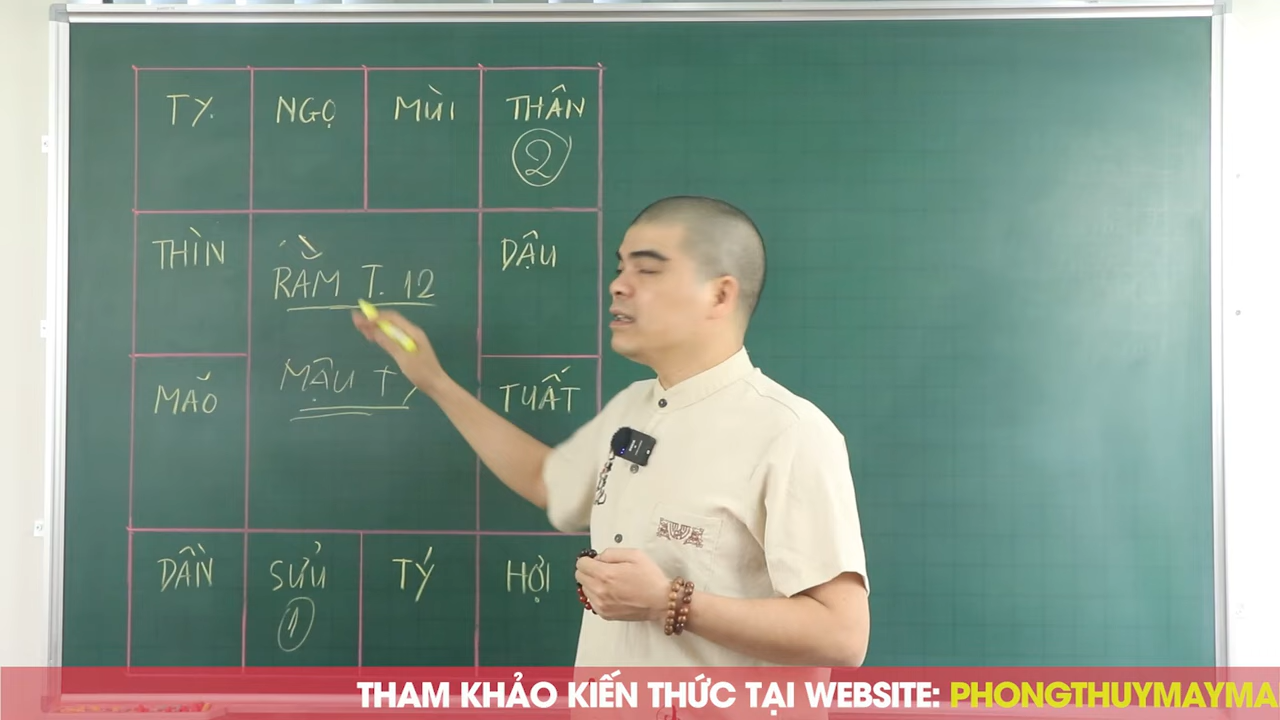 TY. NGỌ MÙI THÂN
②
THÌN RẰM T. 12 DẬU
MÃO MẬU TUẤT
DẦN SỬU TÝ HỢI
①
THAM KHẢO KIẾN THỨC TẠI WEBSITE: PHONGTHUYMAYMA